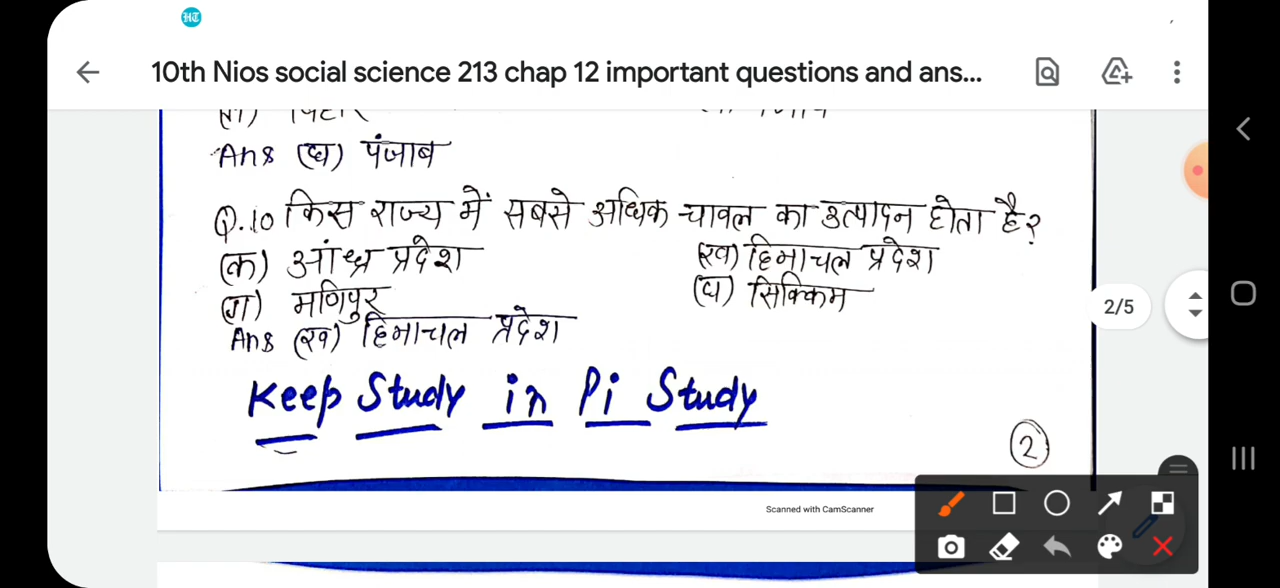 HT
10th Nios social science 213 chap 12 important questions and ans...
Ans (घ) पंजाब
Q.10 किस राज्य में सबसे अधिक चावल का उत्पादन होता है?
(क) आंध्र प्रदेश (ख) हिमाचल प्रदेश
(ग) मणिपुर (घ) सिक्किम
2/5
Ans (ख) हिमाचल प्रदेश
Keep Study in Pi Study
2
Scanned with CamScanner